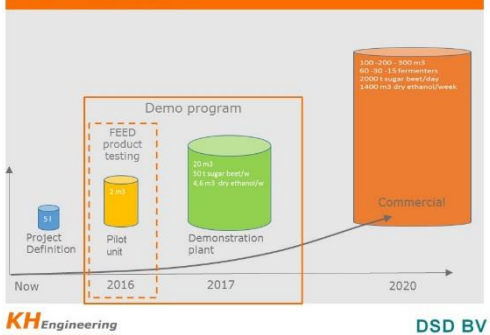 100 -200 - 300 m3
60 -30 -15 fermenters
2000 t sugar beet/day
1400 m3 dry ethanol/week
Demo program
FEED
product
testing
20 m3
50 t sugar beet/w
4,6 m3 dry ethanol/w
2 m3
5 l
Commercial
Project
Definition
Pilot
unit
Demonstration
plant
Now
2016
2017
2020
KH Engineering
DSD BV